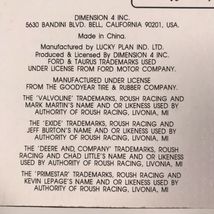 DIMENSION 4 INC.
5630 BANDINI BLVD. BELL, CALIFORNIA 90201, USA.
Made in China.
Manufactured by LUCKY PLAN IND. LTD.
Produced & Licensed By DIMENSION 4
FORD & TAURUS TRADEMARKS USED
UNDER LICENSE FROM FORD MOTOR COMPANY.
MANUFACTURED UNDER LICENSE
FROM THE GOODYEAR TIRE & RUBBER COMPANY.
THE "VALVOLINE" TRADEMARKS, ROUSH RACING AND
MARK MARTIN'S NAME AND OR LIKENESS USED BY
AUTHORITY OF ROUSH RACING, LIVONIA, MI
THE "EXIDE" TRADEMARKS, ROUSH RACING AND
JEFF BURTON'S NAME AND OR LIKENESS USED BY
AUTHORITY OF ROUSH RACING, LIVONIA, MI
THE "DEERE AND COMPANY" TRADEMARKS, ROUSH
RACING AND CHAD LITTLE'S NAME AND OR LIKENESS
USED BY AUTHORITY OF ROUSH RACING, LIVONIA, MI
THE "PRIMESTAR" TRADEMARKS, ROUSH RACING AND
KEVIN LEPAGE'S NAME AND OR LIKENESS USED BY
AUTHORITY OF ROUSH RACING, LIVONIA, MI